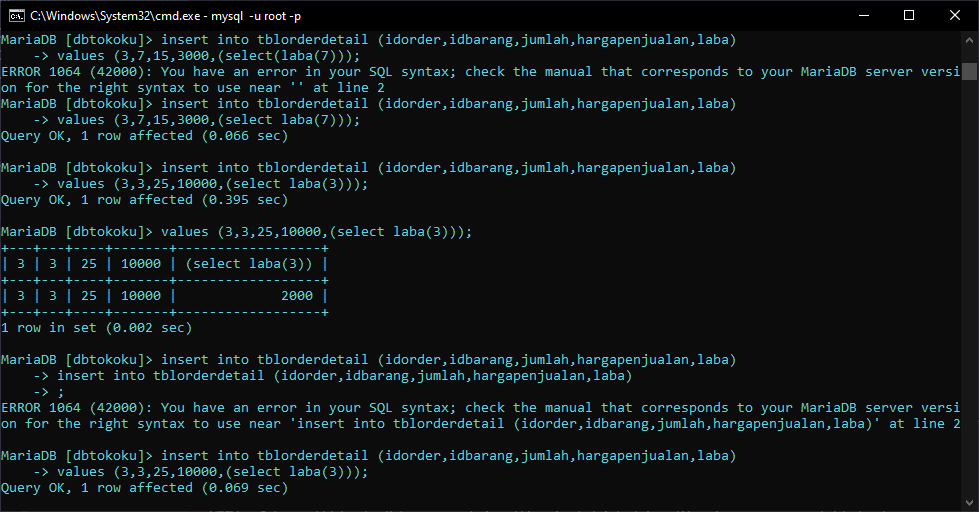 C:\Windows\System32\cmd.exe - mysql  -u root -p
MariaDB [dbtokoku]> insert into tblorderdetail (idorder,idbarang,jumlah,hargapenjualan,laba)
    -> values (3,7,15,3000,(select(laba(7)));
ERROR 1064 (42000): You have an error in your SQL syntax; check the manual that corresponds to your MariaDB server versi
on for the right syntax to use near '' at line 2
MariaDB [dbtokoku]> insert into tblorderdetail (idorder,idbarang,jumlah,hargapenjualan,laba)
    -> values (3,7,15,3000,(select laba(7)));
Query OK, 1 row affected (0.066 sec)
MariaDB [dbtokoku]> insert into tblorderdetail (idorder,idbarang,jumlah,hargapenjualan,laba)
    -> values (3,3,25,10000,(select laba(3)));
Query OK, 1 row affected (0.395 sec)
MariaDB [dbtokoku]> values (3,3,25,10000,(select laba(3)));
+---+---+----+-------+------------------+
| 3 | 3 | 25 | 10000 | (select laba(3)) |
+---+---+----+-------+------------------+
| 3 | 3 | 25 | 10000 |             2000 |
+---+---+----+-------+------------------+
1 row in set (0.002 sec)
MariaDB [dbtokoku]> insert into tblorderdetail (idorder,idbarang,jumlah,hargapenjualan,laba)
    -> insert into tblorderdetail (idorder,idbarang,jumlah,hargapenjualan,laba)
    -> ;
ERROR 1064 (42000): You have an error in your SQL syntax; check the manual that corresponds to your MariaDB server versi
on for the right syntax to use near 'insert into tblorderdetail (idorder,idbarang,jumlah,hargapenjualan,laba)' at line 2
MariaDB [dbtokoku]> insert into tblorderdetail (idorder,idbarang,jumlah,hargapenjualan,laba)
    -> values (3,3,25,10000,(select laba(3)));
Query OK, 1 row affected (0.069 sec)